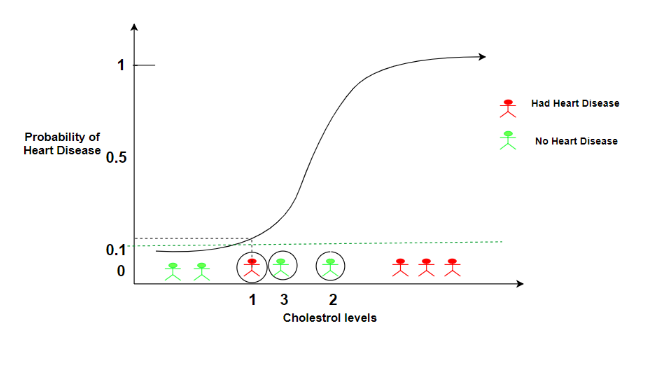 1
Had Heart Disease
Probability of
Heart Disease
0.5
No Heart Disease
0.1
0
1 3 2
Cholestrol levels